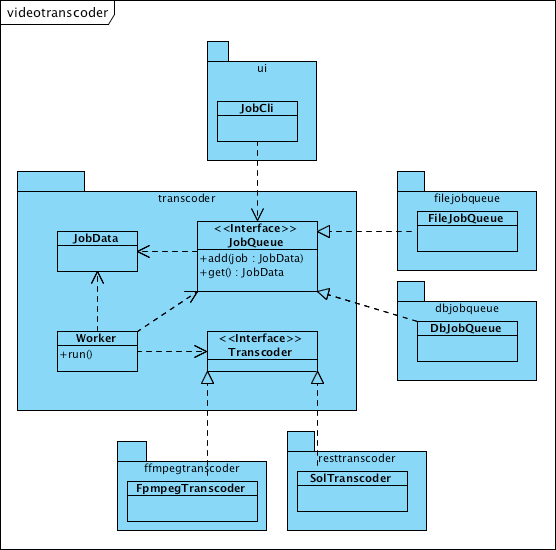 videotranscoder
ui
JobCli
transcoder
filejobqueue
FileJobQueue
<<Interface>>
JobQueue
+add(job : JobData)
+get() : JobData
JobData
dbjobqueue
DbJobQueue
Worker
+run()
<<Interface>>
Transcoder
ffmpegtranscoder
FpmpegTranscoder
resttranscoder
SolTranscoder